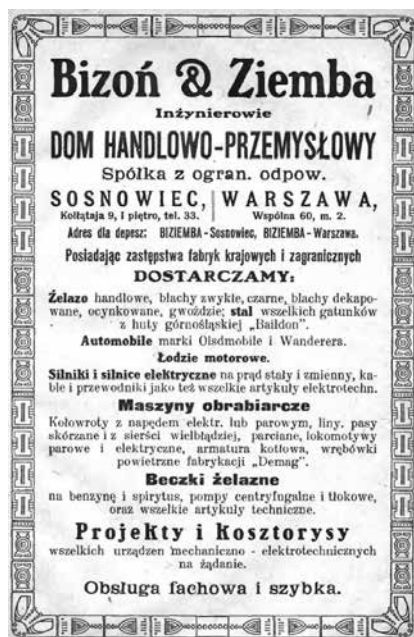 Bizoń & Ziemba
Inżynierowie
DOM HANDLOWO-PRZEMYSŁOWY
Spółka z ogran. odpow.
SOSNOWIEC, WARSZAWA,
Kołłątaja 9, I piętro, tel. 33. Wspólna 60, m. 2.
Adres dla depesz: BIZIEMBA-Sosnowiec, BIZIEMBA-Warszawa.
Posiadając zastępstwa fabryk krajowych i zagranicznych
DOSTARCZAMY:
Żelazo handlowe, blachy zwykłe, czarne, blachy dekapo-
wane, ocynkowane, gwoździe; stal wszelkich gatunków
z huty górnośląskiej „Baildon".
Automobile marki Olsdmobile i Wanderera.
Łodzie motorowe.
Silniki i silnice elektryczne na prąd stały i zmienny, ka-
ble i przewodniki jako też wszelkie artykuły elektrotechn.
Maszyny obrabiarcze
Kołowroty z napędem elektr. lub parowym, liny, pasy
skórzane i z sierści wielbłądziej, parciane, lokomotywy
parowe i elektryczne, armatura kotłowa, wrębówki
powietrzne fabrykacji „Demag".
Beczki żelazne
na benzynę i spirytus, pompy centryfugalne i tłokowe,
oraz wszelkie artykuły techniczne.
Projekty i Kosztorysy
wszelkich urządzen mechaniczno - elektrotechnicznych
na żądanie.
Obsługa fachowa i szybka.